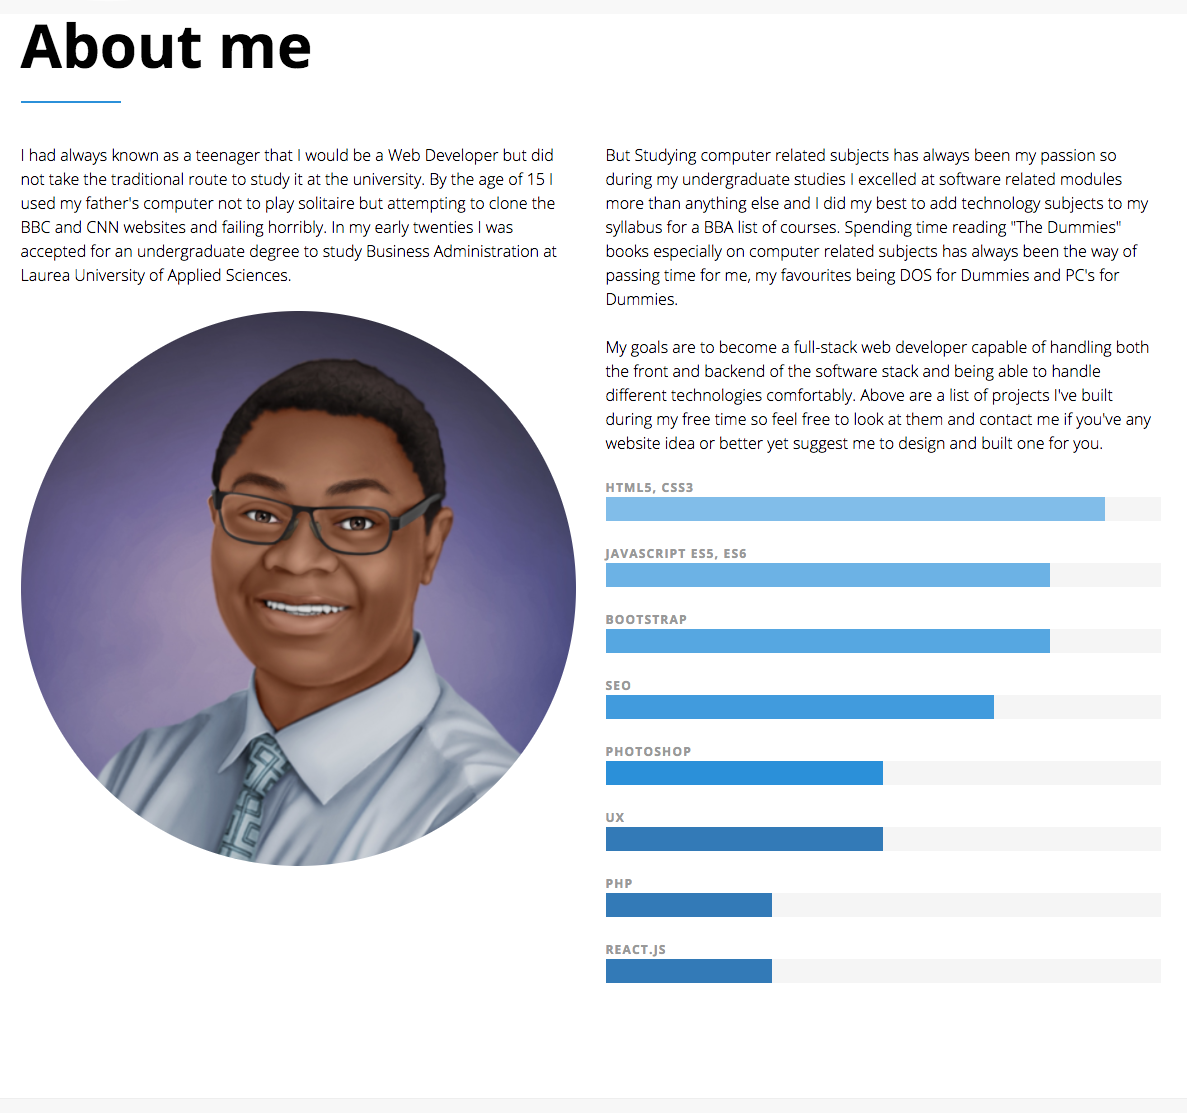 About me
I had always known as a teenager that I would be a Web Developer but did
not take the traditional route to study it at the university. By the age of 15 I
used my father's computer not to play solitaire but attempting to clone the
BBC and CNN websites and failing horribly. In my early twenties I was
accepted for an undergraduate degree to study Business Administration at
Laurea University of Applied Sciences.
But Studying computer related subjects has always been my passion so
during my undergraduate studies I excelled at software related modules
more than anything else and I did my best to add technology subjects to my
syllabus for a BBA list of courses. Spending time reading "The Dummies"
books especially on computer related subjects has always been the way of
passing time for me, my favourites being DOS for Dummies and PC's for
Dummies.
My goals are to become a full-stack web developer capable of handling both
the front and backend of the software stack and being able to handle
different technologies comfortably. Above are a list of projects I've built
during my free time so feel free to look at them and contact me if you've any
website idea or better yet suggest me to design and built one for you.
HTML5, CSS3
JAVASCRIPT ES5, ES6
BOOTSTRAP
SEO
PHOTOSHOP
UX
PHP
REACT.JS